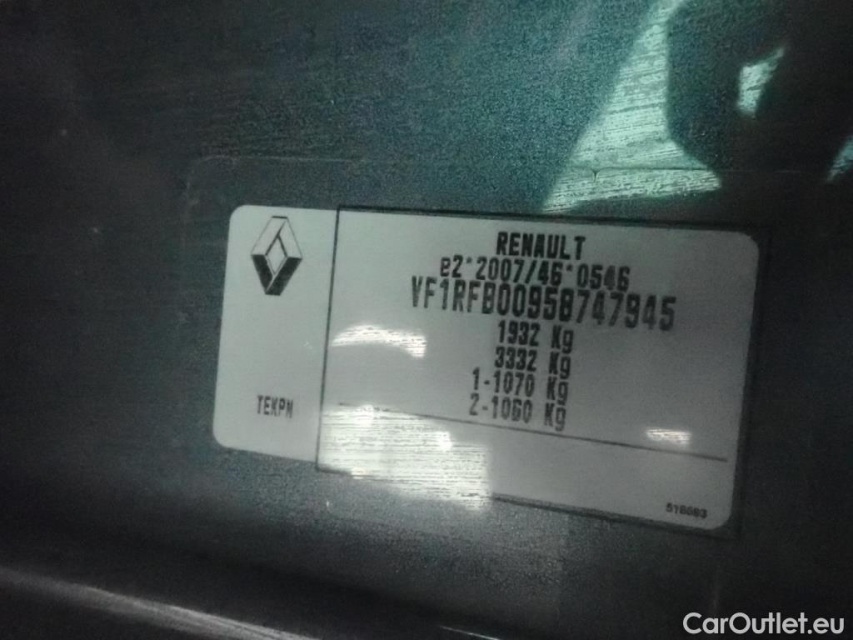 RENAULT
e2*2007/46*0546
VF1RFB00958747945
1932 Kg
3332 Kg
1-1070 Kg
2-1060 Kg
TEKPN
CarOutlet.eu